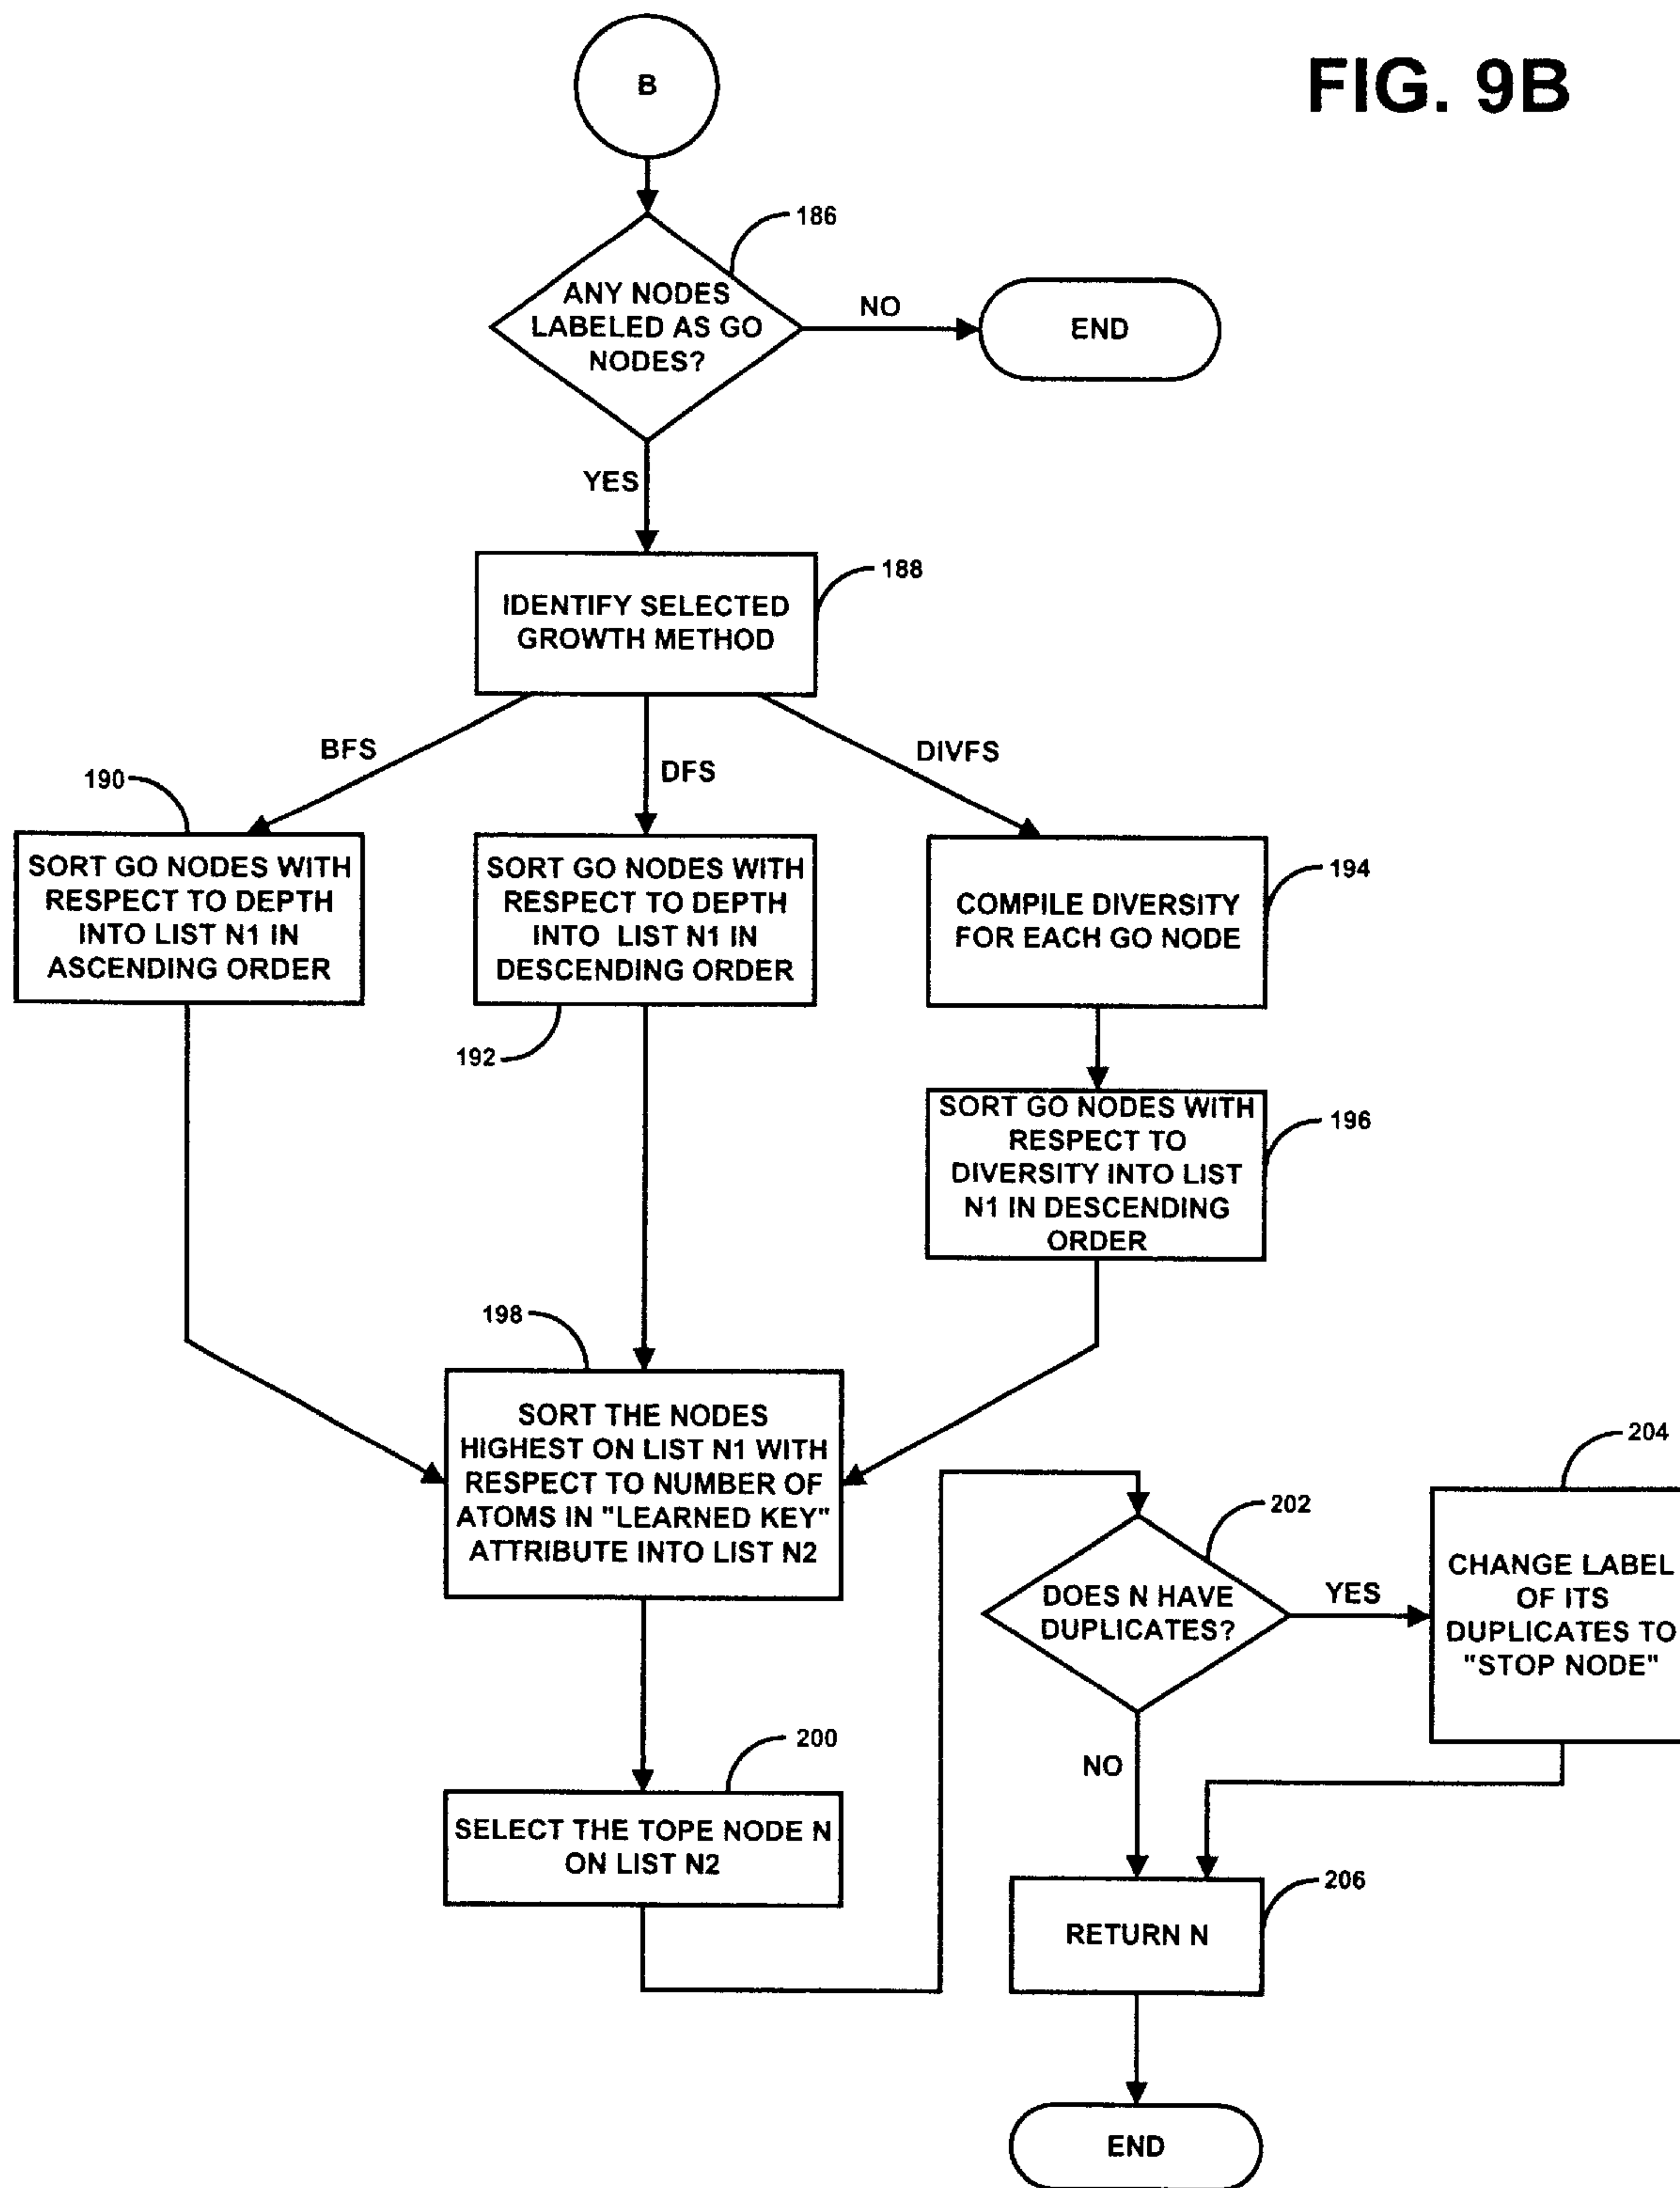 FIG. 9B
B
186
ANY NODES
LABELED AS GO
NODES?
NO
END
YES
188
IDENTIFY SELECTED
GROWTH METHOD
BFS
DFS
DIVFS
190
SORT GO NODES WITH
RESPECT TO DEPTH
INTO LIST N1 IN
ASCENDING ORDER
SORT GO NODES WITH
RESPECT TO DEPTH
INTO LIST N1 IN
DESCENDING ORDER
192
194
COMPILE DIVERSITY
FOR EACH GO NODE
196
SORT GO NODES WITH
RESPECT TO
DIVERSITY INTO LIST
N1 IN DESCENDING
ORDER
198
SORT THE NODES
HIGHEST ON LIST N1 WITH
RESPECT TO NUMBER OF
ATOMS IN "LEARNED KEY"
ATTRIBUTE INTO LIST N2
200
SELECT THE TOPE NODE N
ON LIST N2
202
DOES N HAVE
DUPLICATES?
YES
204
CHANGE LABEL
OF ITS
DUPLICATES TO
"STOP NODE"
NO
206
RETURN N
END